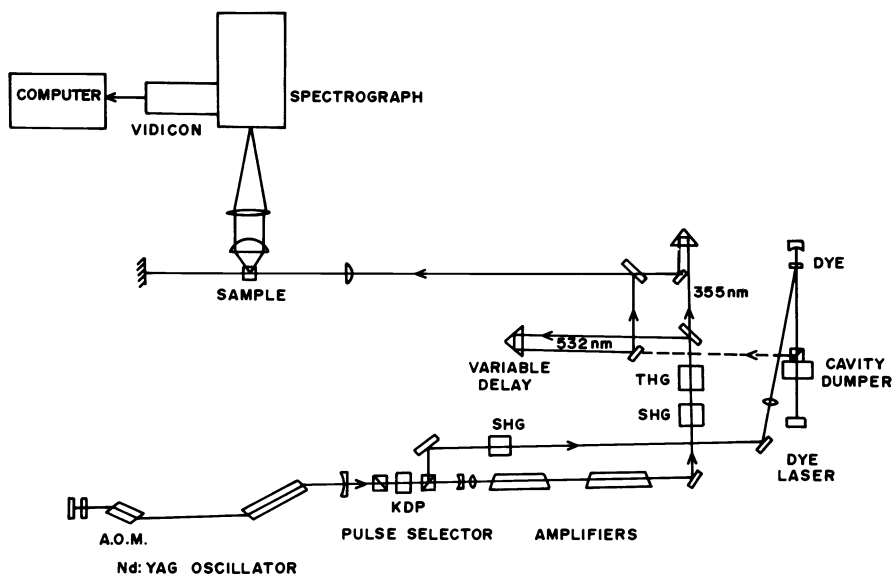 COMPUTER
VIDICON
SPECTROGRAPH
SAMPLE
355nm
DYE
532nm
VARIABLE
DELAY
THG
CAVITY
DUMPER
SHG
SHG
DYE
LASER
KDP
A.O.M.
PULSE SELECTOR
AMPLIFIERS
Nd:YAG OSCILLATOR